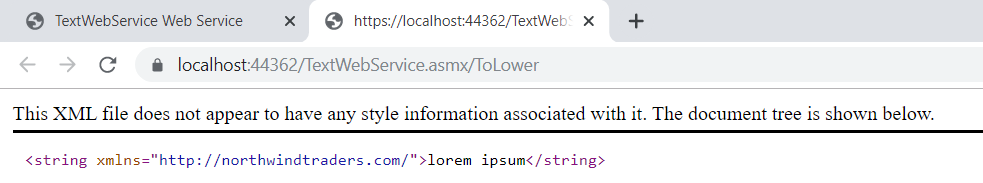 TextWebService Web Service
https://localhost:44362/TextWebS
localhost:44362/TextWebService.asmx/ToLower
This XML file does not appear to have any style information associated with it. The document tree is shown below.
<string xmlns="http://northwindtraders.com/">lorem ipsum</string>